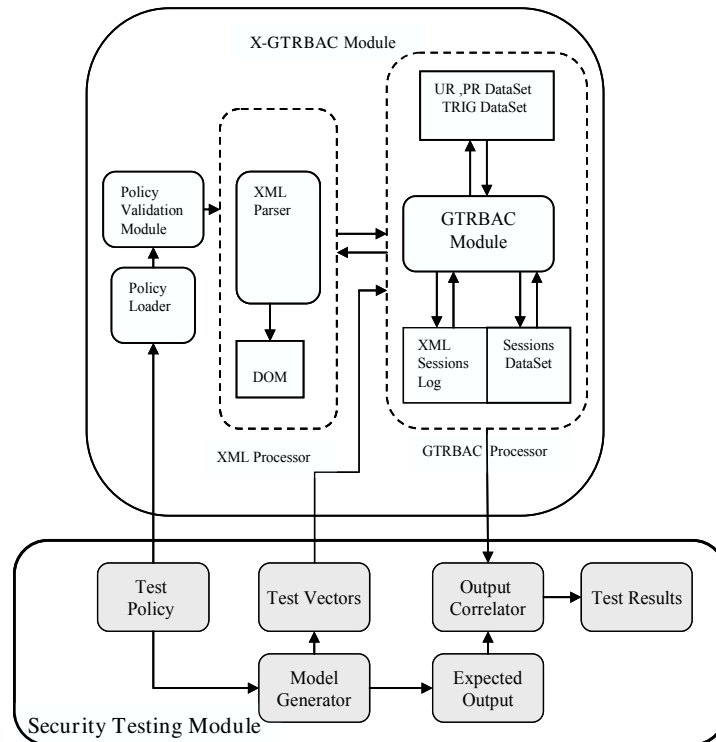 X-GTRBAC Module
UR ,PR DataSet
TRIG DataSet
Policy
Validation
Module
XML
Parser
GTRBAC
Module
Policy
Loader
DOM
XML
Sessions
Log
Sessions
DataSet
XML Processor
GTRBAC Processor
Test
Policy
Test Vectors
Output
Correlator
Test Results
Model
Generator
Expected
Output
Security Testing Module